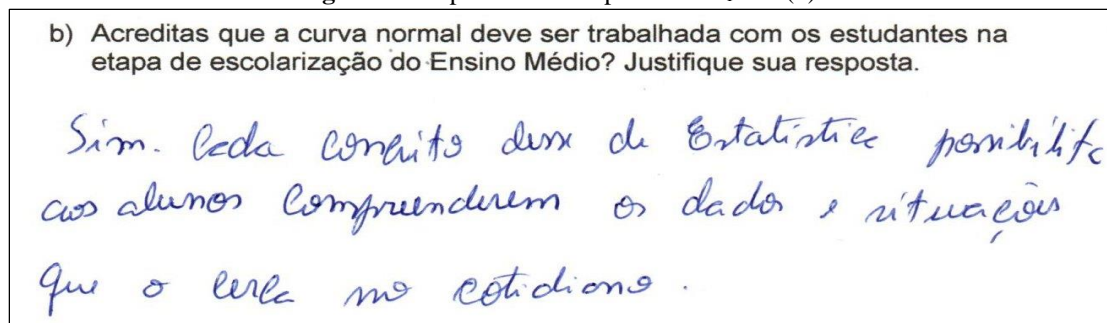 b) Acreditas que a curva normal deve ser trabalhada com os estudantes na
etapa de escolarização do Ensino Médio? Justifique sua resposta.
Sim. Cada conceito desse de Estatística possibilita
aos alunos compreenderem os dados e situações
que o cerca no cotidiano.